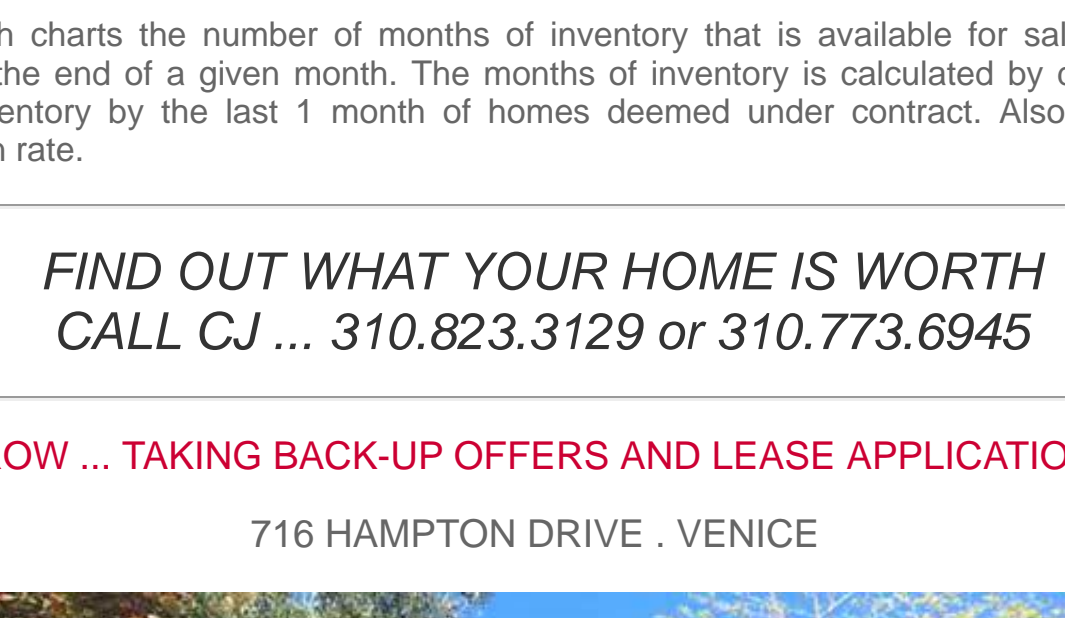 charts the number of months of inventory that is available for
the end of a given month. The months of inventory is calculated by
by the last 1 month of homes deemed under contract. Also
rate.
FIND OUT WHAT YOUR HOME IS WORTH
CALL CJ ... 310.823.3129 or 310.773.6945
... TAKING BACK-UP OFFERS AND LEASE
716 HAMPTON DRIVE . VENICE